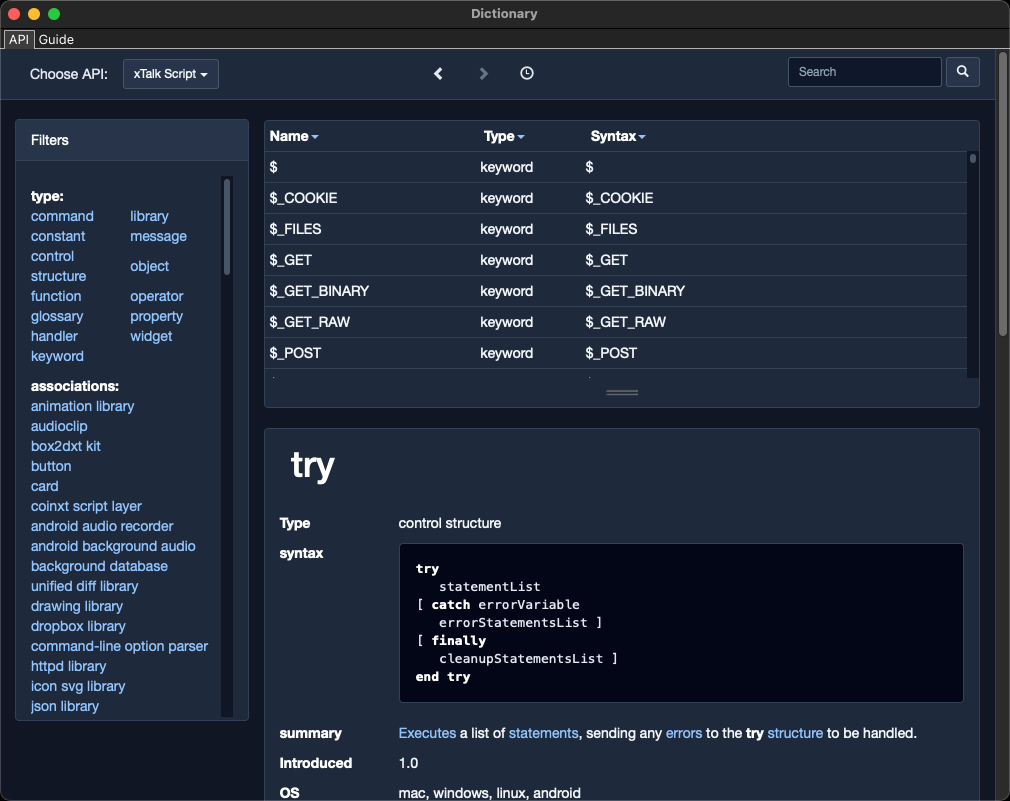 Dictionary
API Guide
Choose API: xTalk Script Search
Filters
type:
command library
constant message
control
structure object
function operator
glossary property
handler widget
keyword
associations:
animation library
audioclip
box2dxt kit
button
card
coinxt script layer
android audio recorder
android background audio
background database
unified diff library
drawing library
dropbox library
command-line option parser
httpd library
icon svg library
json library
Name Type Syntax
$ keyword $
$_COOKIE keyword $_COOKIE
$_FILES keyword $_FILES
$_GET keyword $_GET
$_GET_BINARY keyword $_GET_BINARY
$_GET_RAW keyword $_GET_RAW
$_POST keyword $_POST
try
Type control structure
syntax
try
statementList
[ catch errorVariable
errorStatementsList ]
[ finally
cleanupStatementsList ]
end try
summary Executes a list of statements, sending any errors to the try structure to be handled.
Introduced 1.0
OS mac, windows, linux, android